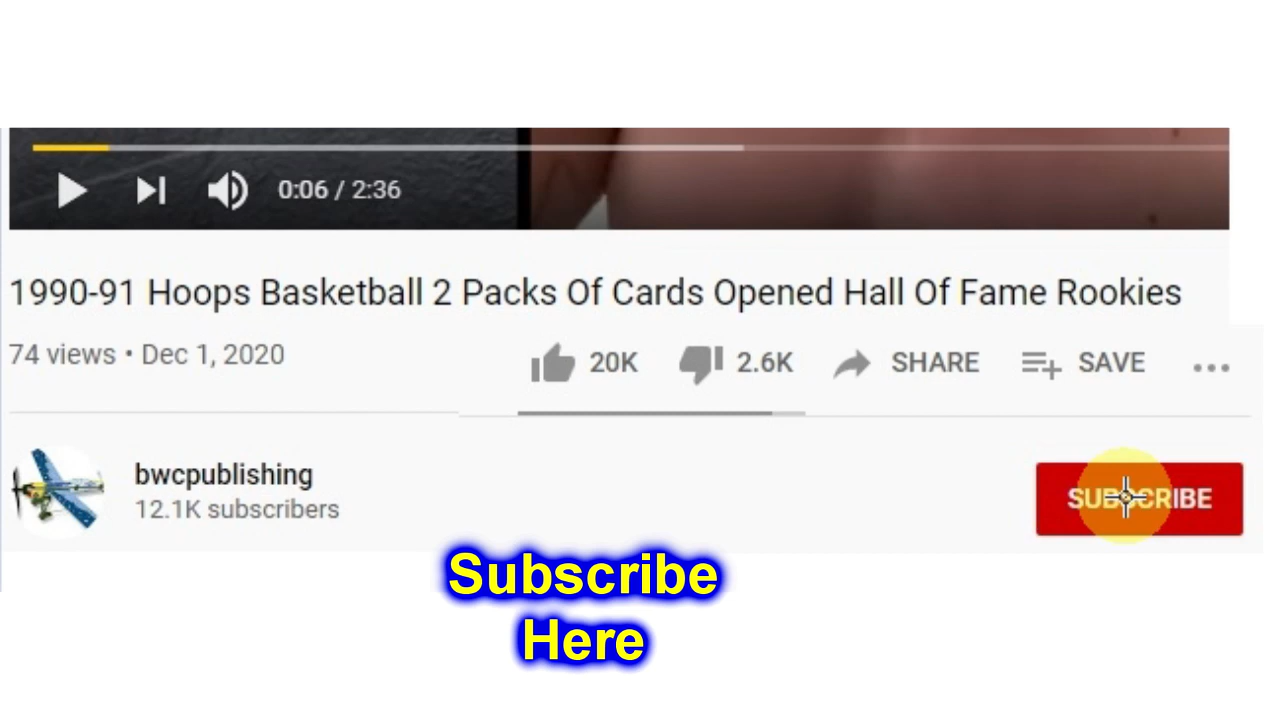 0:06 / 2:36
1990-91 Hoops Basketball 2 Packs Of Cards Opened Hall Of Fame Rookies
74 views • Dec 1, 2020
20K 2.6K SHARE SAVE
bwcpublishing
12.1K subscribers
SUBSCRIBE
Subscribe
Here